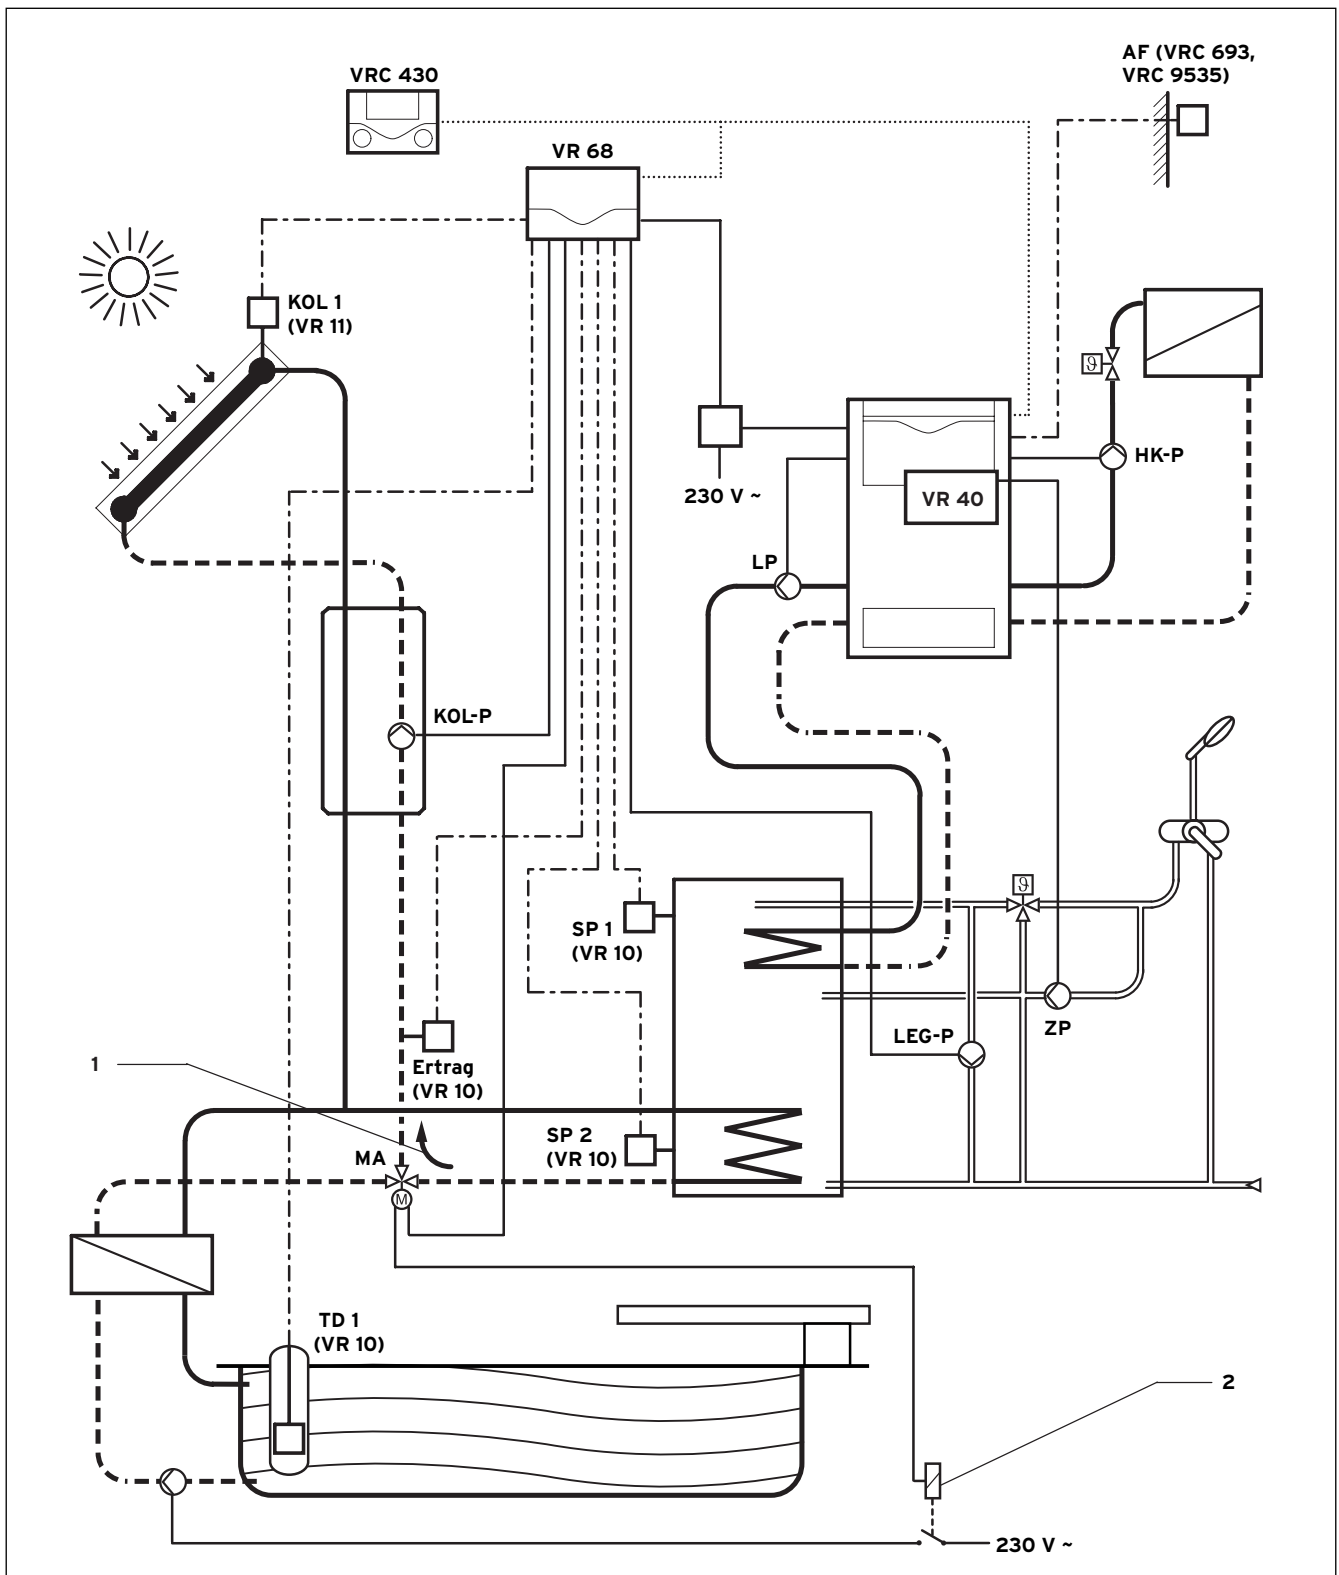 AF (VRC 693,
VRC 9535)
VRC 430
VR 68
KOL 1
(VR 11)
ϑ
HK-P
230 V ~
VR 40
LP
KOL-P
ϑ
SP 1
(VR 10)
LEG-P
ZP
1
Ertrag
(VR 10)
SP 2
(VR 10)
MA
M
TD 1
(VR 10)
2
230 V ~